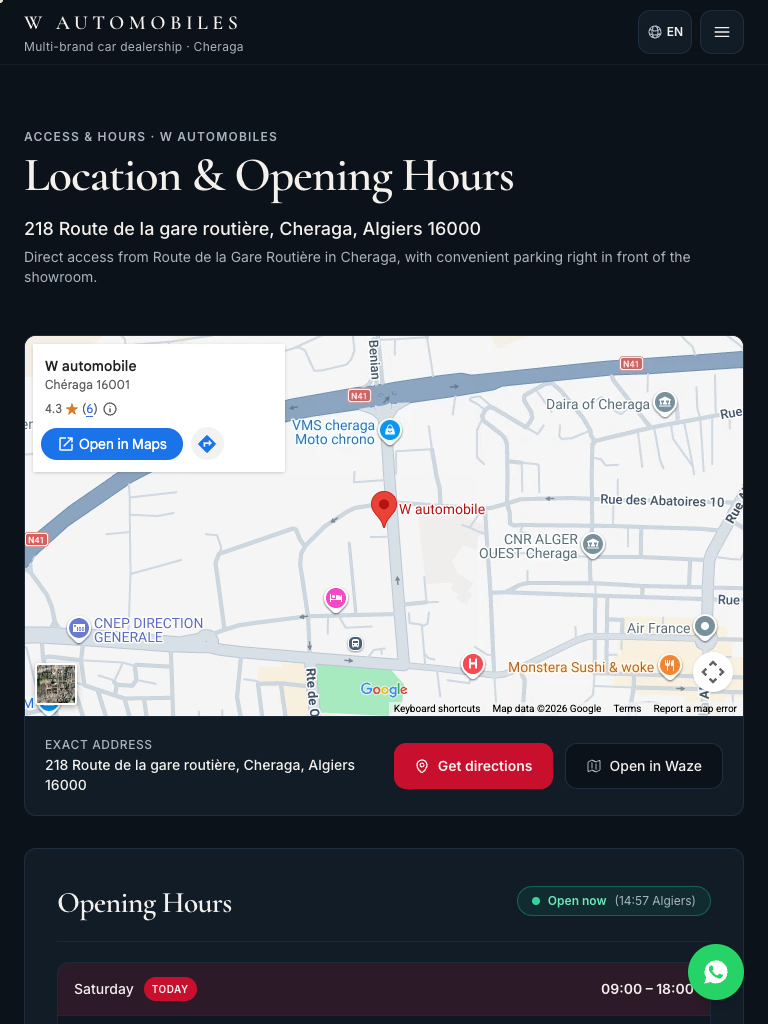 W AUTOMOBILES
Multi-brand car dealership · Cheraga
EN
ACCESS & HOURS · W AUTOMOBILES
Location & Opening Hours
218 Route de la gare routière, Cheraga, Algiers 16000
Direct access from Route de la Gare Routière in Cheraga, with convenient parking right in front of the
showroom.
W automobile
Chéraga 16001
4.3 ★ (6)
Open in Maps
Benian
N41
N41
VMS cheraga
Moto chrono
Daira of Cheraga
Rue
W automobile
Rue des Abatoires 10
Rue A
CNR ALGER
OUEST Cheraga
N41
Rue
CNEP DIRECTION
GENERALE
Air France
H
Monstera Sushi & woke
Rte de O
M
Google
Keyboard shortcuts
Map data ©2026 Google
Terms
Report a map error
EXACT ADDRESS
218 Route de la gare routière, Cheraga, Algiers
16000
Get directions
Open in Waze
Opening Hours
Open now (14:57 Algiers)
Saturday TODAY 09:00 – 18:00